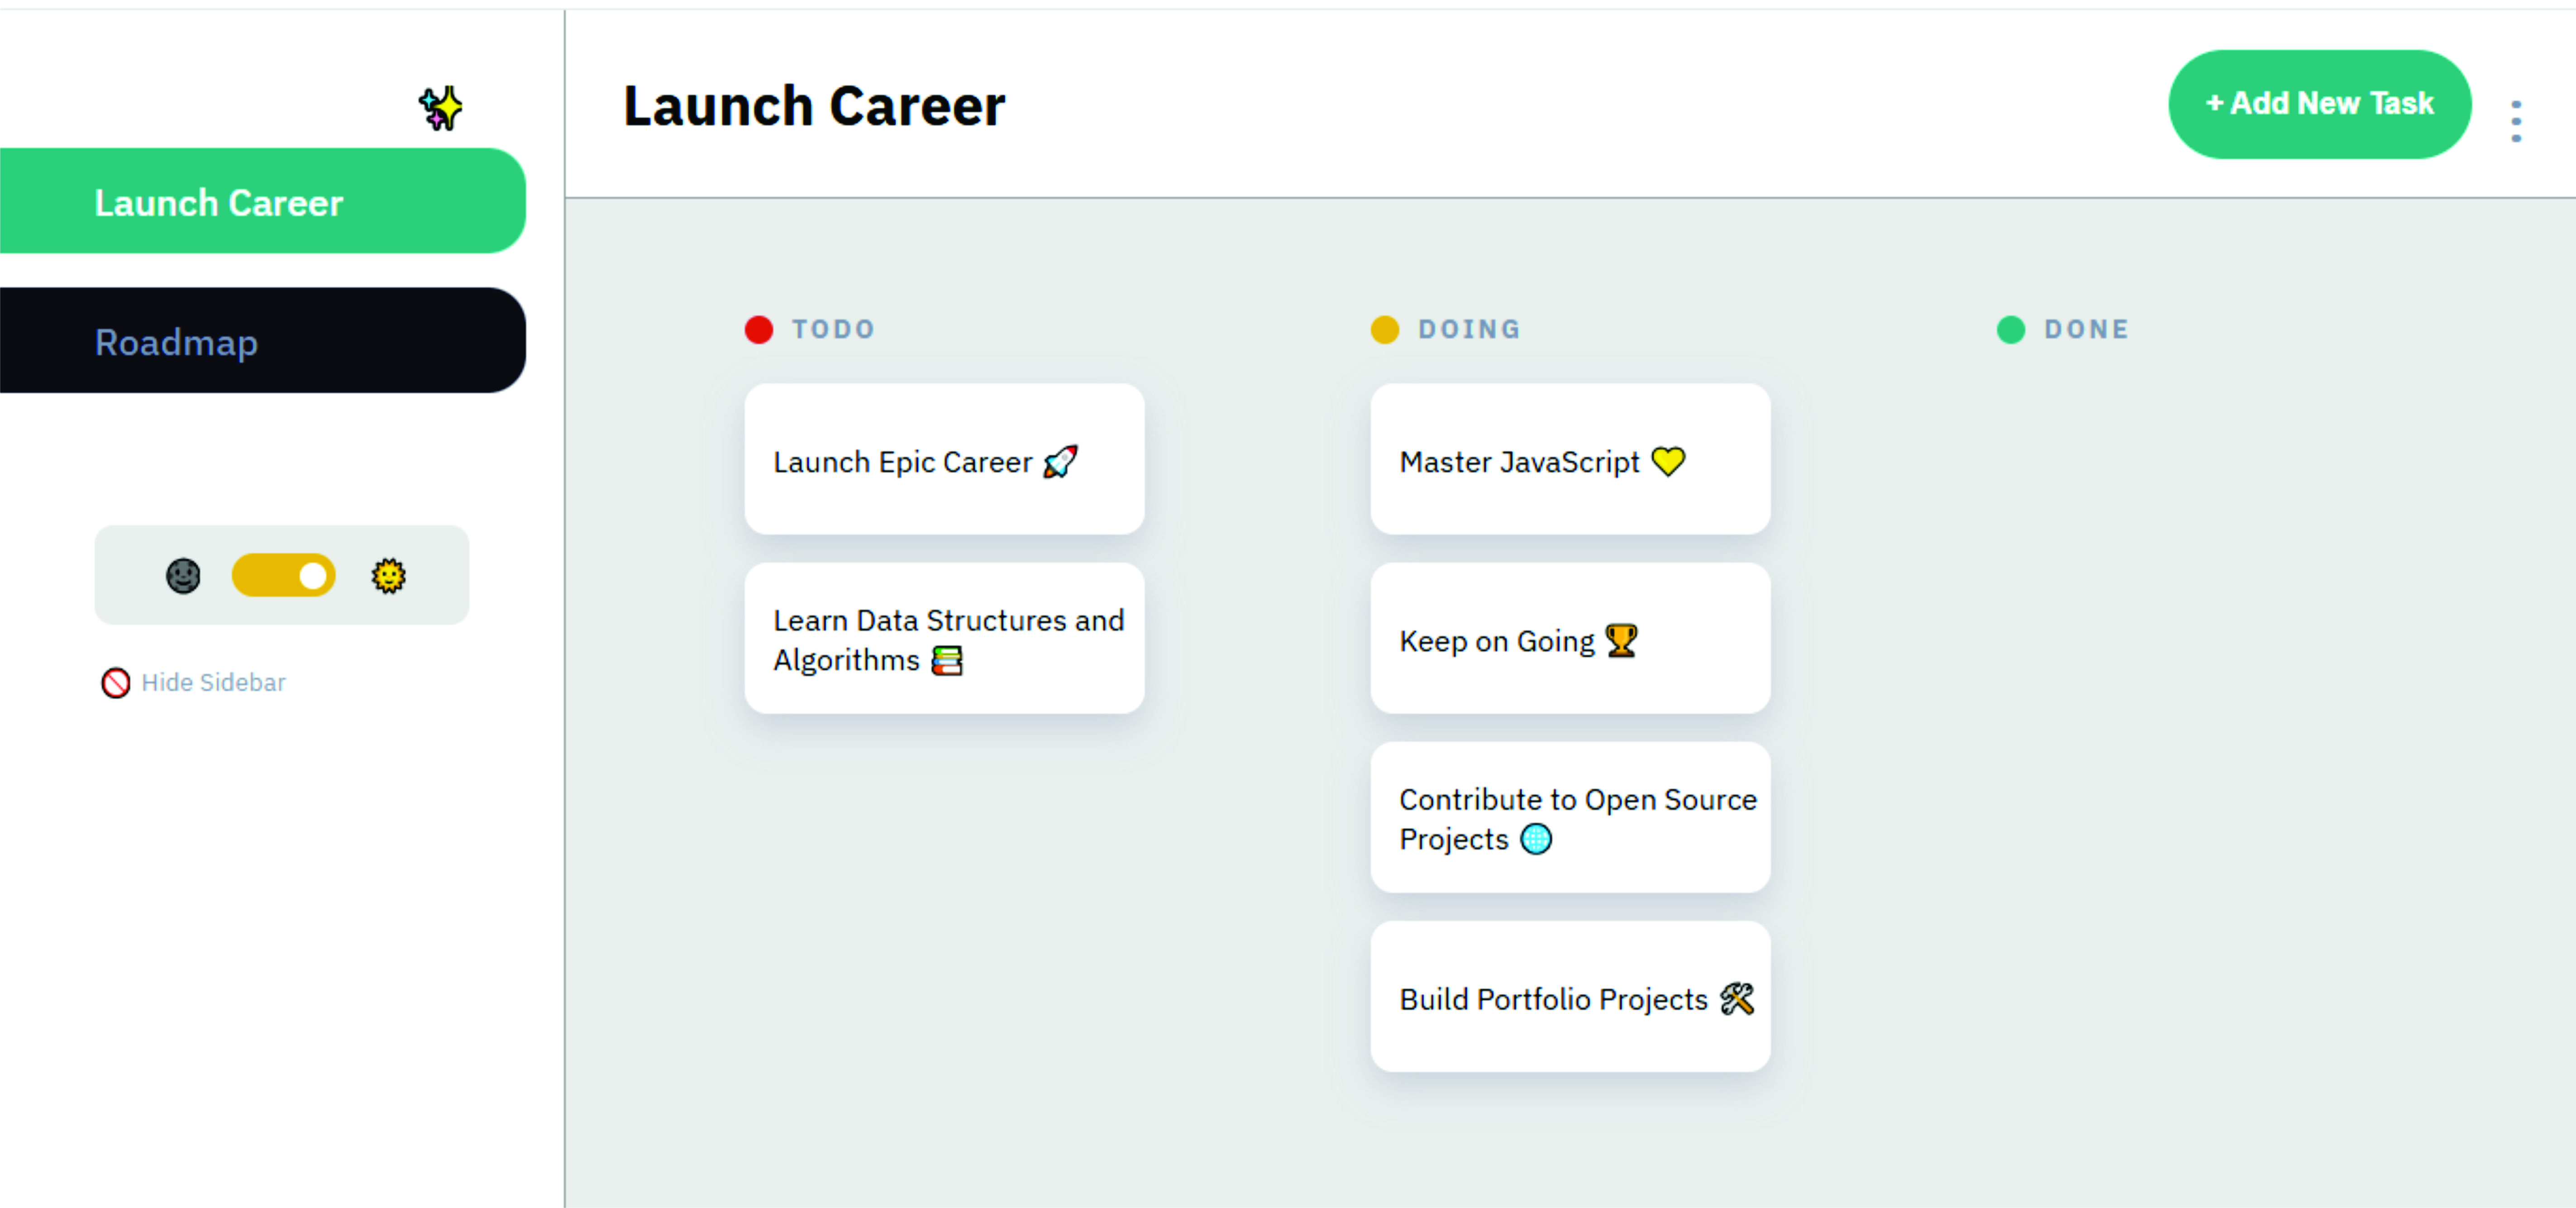 Launch Career
Roadmap
Hide Sidebar
Launch Career
+ Add New Task
TODO
Launch Epic Career 🚀
Learn Data Structures and
Algorithms 📚
DOING
Master JavaScript 💛
Keep on Going 🏆
Contribute to Open Source
Projects 🌐
Build Portfolio Projects 🛠️
DONE